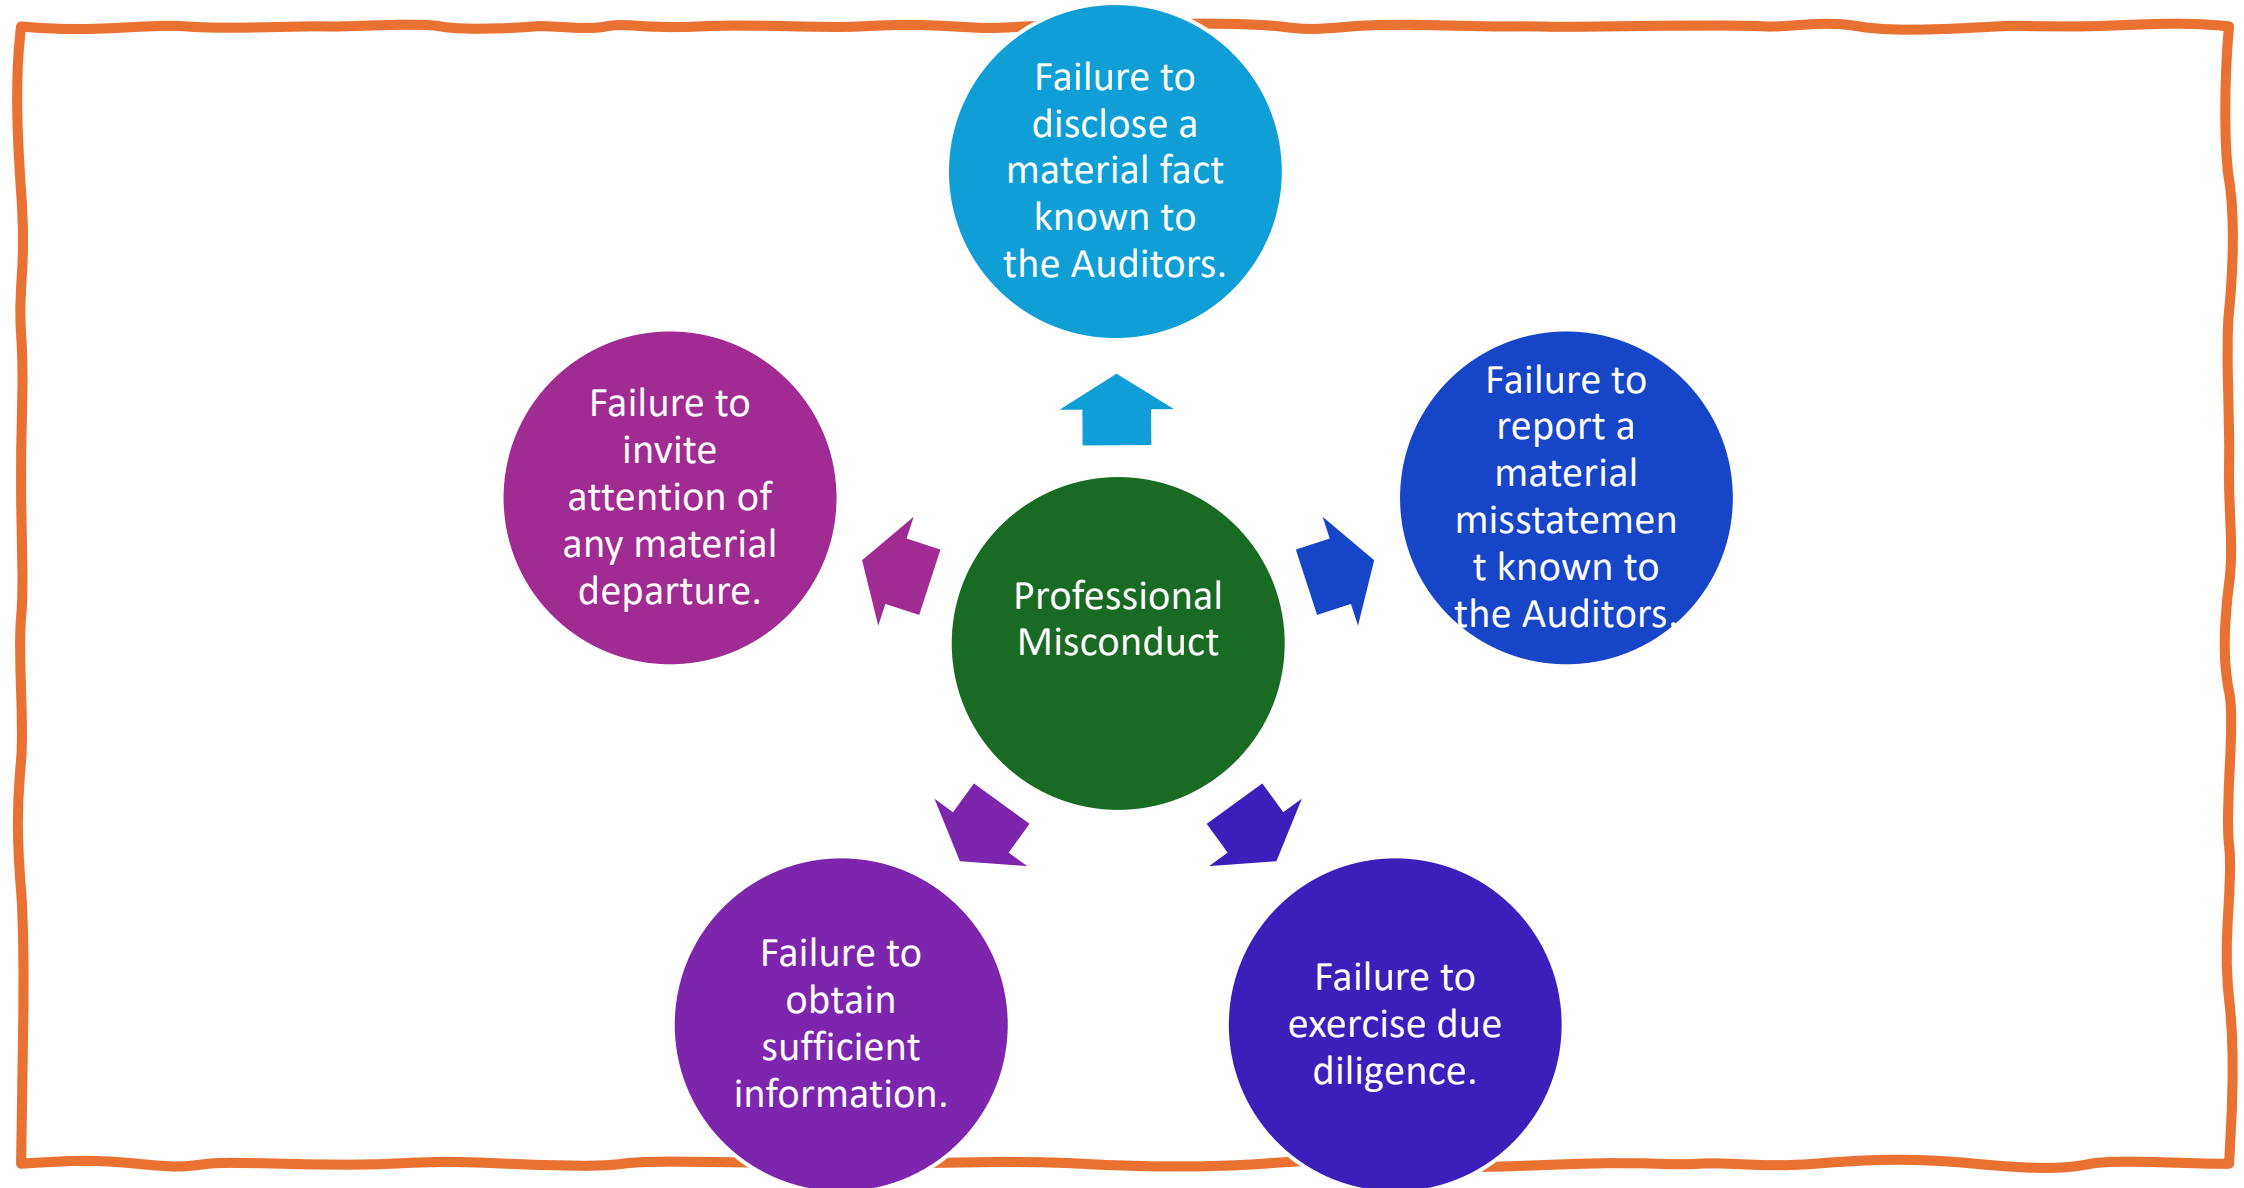 Failure to
disclose a
material fact
known to
the Auditors.
Failure to
report a
material
misstatemen
t known to
the Auditors.
Failure to
exercise due
diligence.
Failure to
obtain
sufficient
information.
Failure to
invite
attention of
any material
departure.
Professional
Misconduct